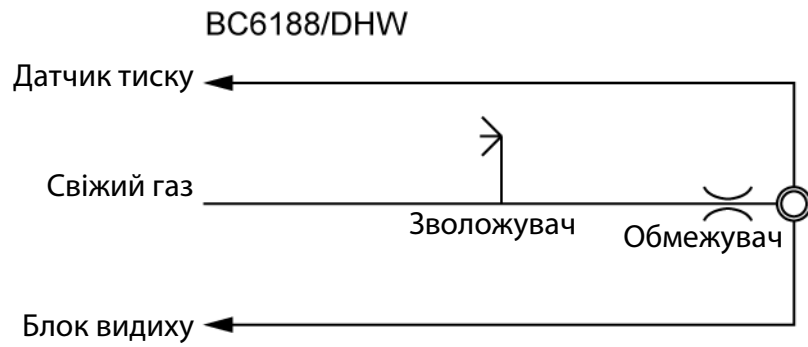 BC6188/DHW
Датчик тиску
Свіжий газ
Зволожувач
Обмежувач
Блок видиху